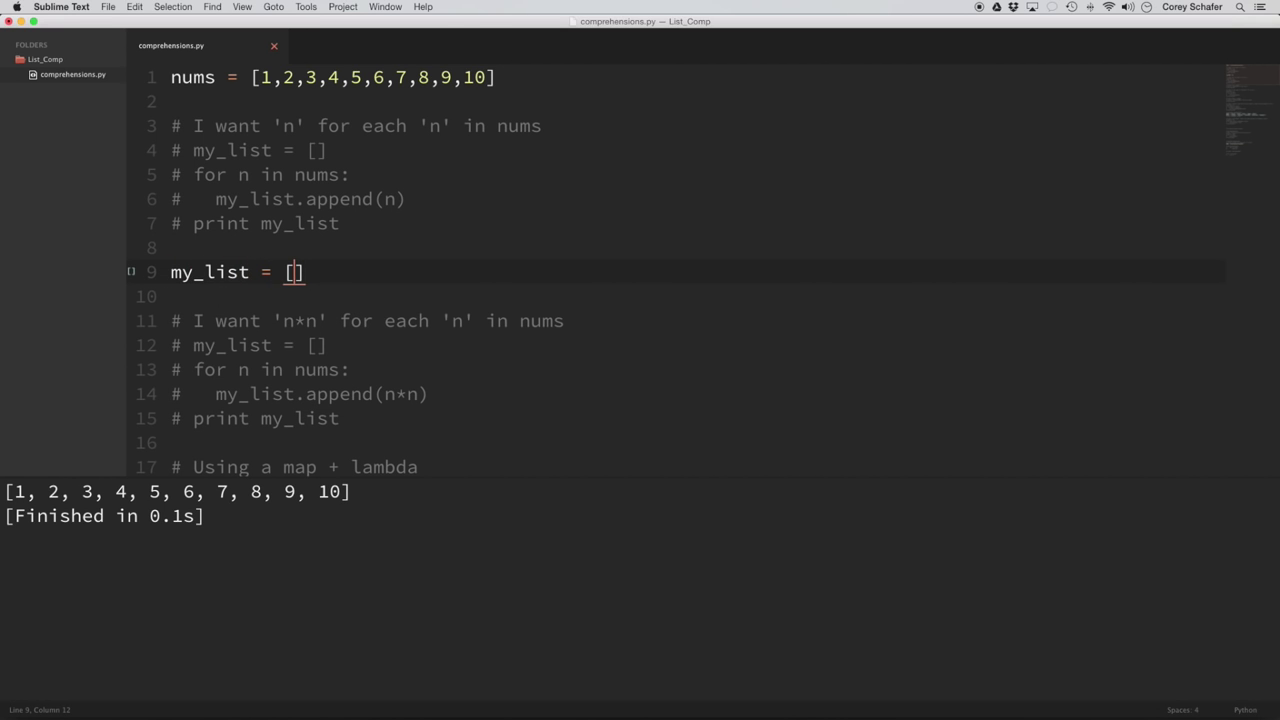 Sublime Text File Edit Selection Find View Goto Tools Project Window Help Corey Schafer
comprehensions.py — List_Comp
FOLDERS
List_Comp
comprehensions.py
comprehensions.py
1 nums = [1,2,3,4,5,6,7,8,9,10]
2
3 # I want 'n' for each 'n' in nums
4 # my_list = []
5 # for n in nums:
6 #   my_list.append(n)
7 # print my_list
8
[] 9 my_list = []
10
11 # I want 'n*n' for each 'n' in nums
12 # my_list = []
13 # for n in nums:
14 #   my_list.append(n*n)
15 # print my_list
16
17 # Using a map + lambda
[1, 2, 3, 4, 5, 6, 7, 8, 9, 10]
[Finished in 0.1s]
Line 9, Column 12 Spaces: 4 Python